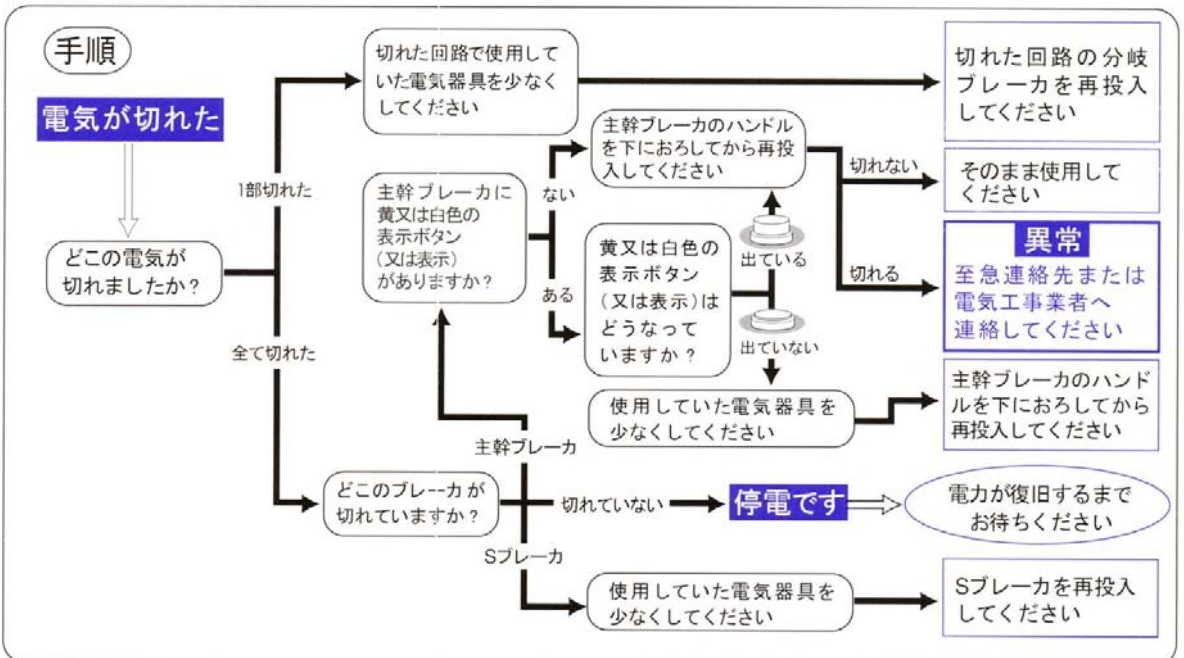 手順
電気が切れた
どこの電気が
切れましたか？
1部切れた
全て切れた
切れた回路で使用して
いた電気器具を少なく
してください
切れた回路の分岐
ブレーカを再投入
してください
主幹ブレーカに
黄又は白色の
表示ボタン
（又は表示）
がありますか？
ない
ある
主幹ブレーカのハンドル
を下におろしてから再投
入してください
切れない
そのまま使用して
ください
切れる
異常
至急連絡先または
電気工事業者へ
連絡してください
黄又は白色の
表示ボタン
（又は表示）は
どうなって
いますか？
出ている
出ていない
使用していた電気器具を
少なくしてください
主幹ブレーカのハンド
ルを下におろしてから
再投入してください
どこのブレーカが
切れていますか？
主幹ブレーカ
切れていない
Sブレーカ
停電です
電力が復旧するまで
お待ちください
使用していた電気器具を
少なくしてください
Sブレーカを再投入
してください